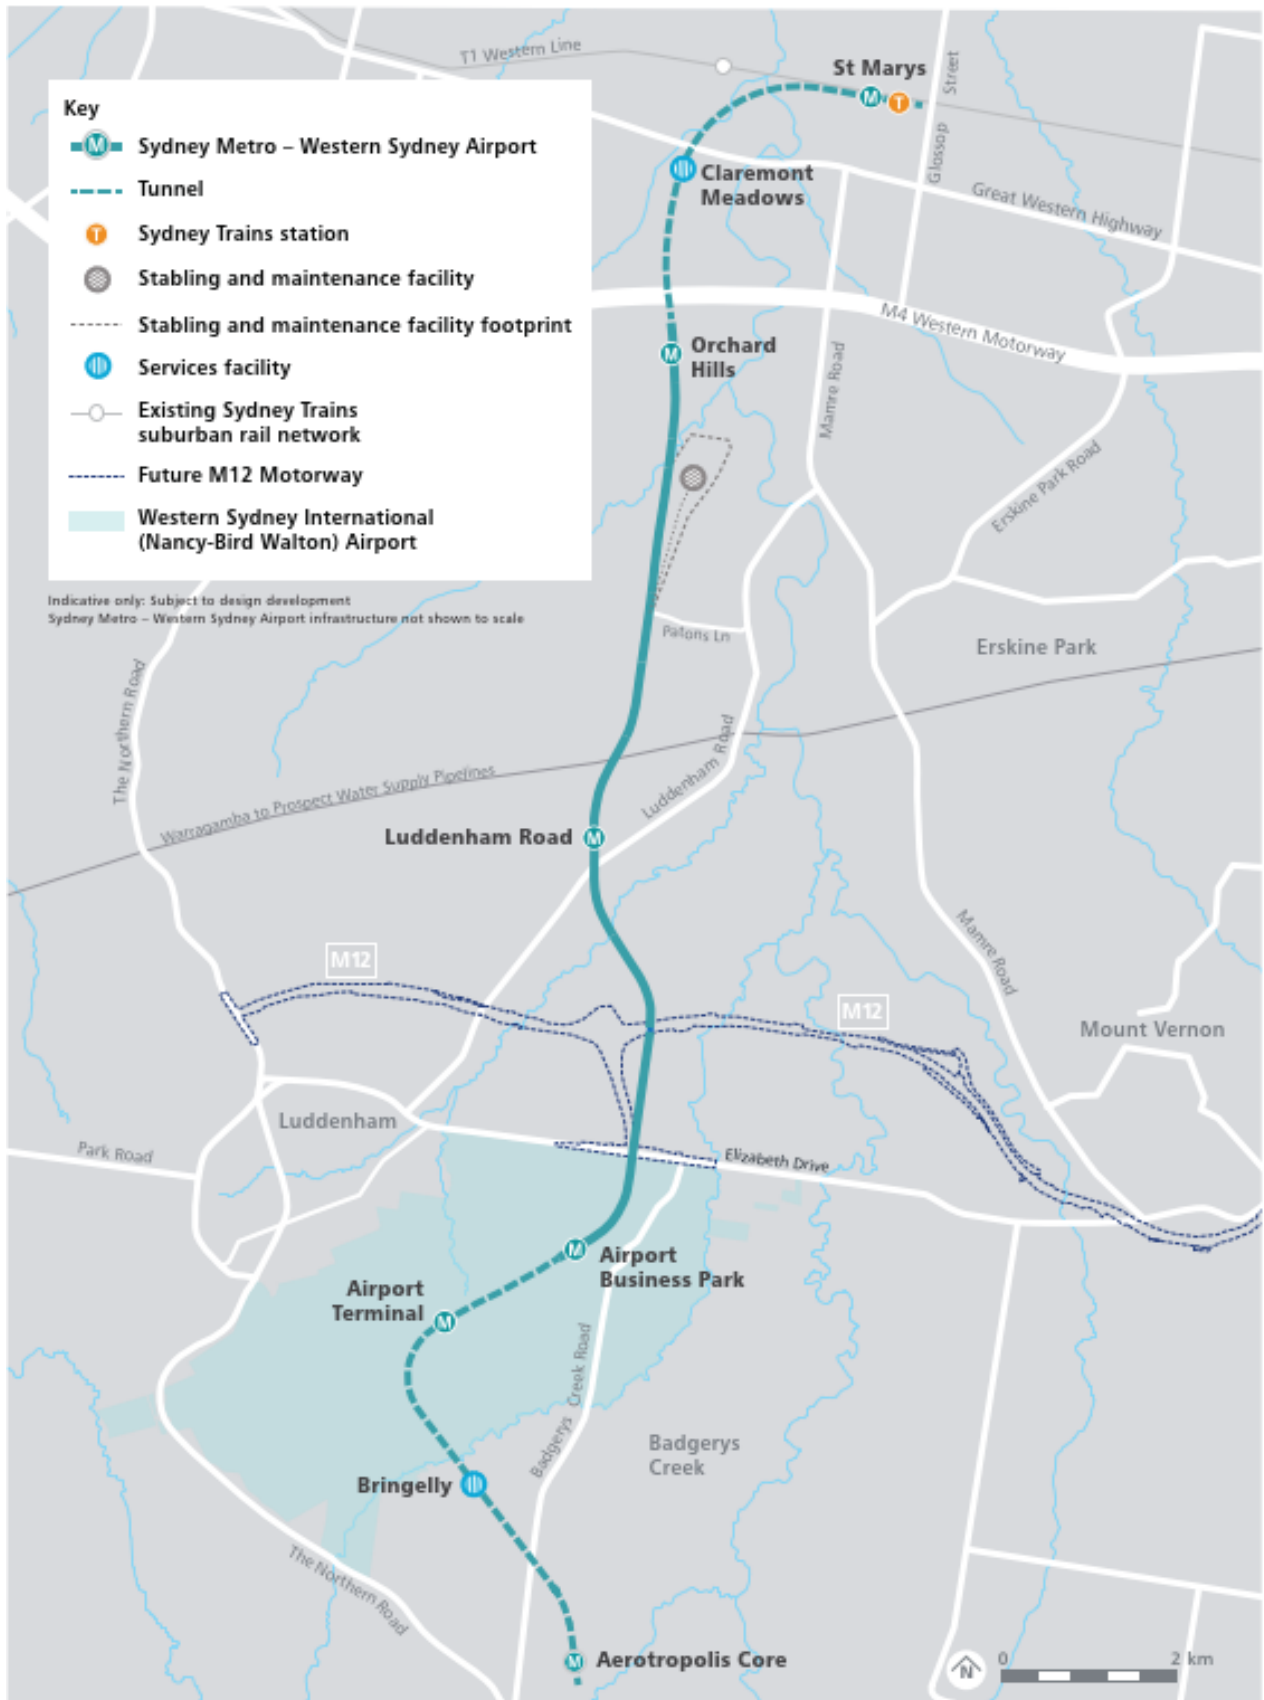 T1 Western Line
St Marys
Glossop Street
Key
M
Sydney Metro – Western Sydney Airport
Tunnel
T
Sydney Trains station
Stabling and maintenance facility
Stabling and maintenance facility footprint
Services facility
Existing Sydney Trains
suburban rail network
Future M12 Motorway
Western Sydney International
(Nancy-Bird Walton) Airport
Indicative only: Subject to design development
Sydney Metro – Western Sydney Airport infrastructure not shown to scale
M
T
Claremont
Meadows
Great Western Highway
M4 Western Motorway
M
Orchard
Hills
Mamre Road
Erskine Park Road
Patons Ln
Erskine Park
The Northern Road
Warragamba to Prospect Water Supply Pipelines
Luddenham Road
Luddenham Road
M
Mamre Road
M12
M12
Mount Vernon
Luddenham
Park Road
Elizabeth Drive
M
Airport
Business Park
Airport
Terminal
M
Badgerys Creek Road
Badgerys
Creek
Bringelly
The Northern Road
M
Aerotropolis Core
N
0
2 km